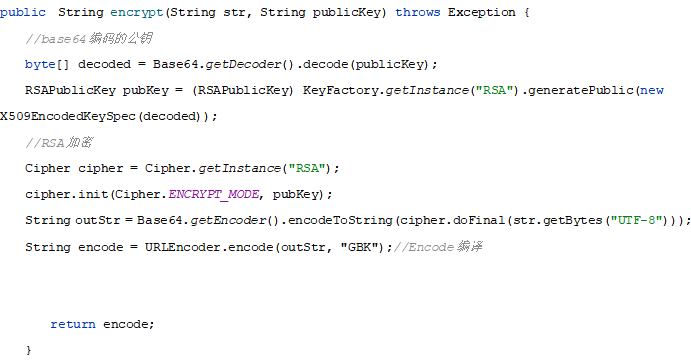 public String encrypt(String str, String publicKey) throws Exception {
//base64编码的公钥
byte[] decoded = Base64.getDecoder().decode(publicKey);
RSAPublicKey pubKey = (RSAPublicKey) KeyFactory.getInstance("RSA").generatePublic(new
X509EncodedKeySpec(decoded));
//RSA加密
Cipher cipher = Cipher.getInstance("RSA");
cipher.init(Cipher.ENCRYPT_MODE, pubKey);
String outStr = Base64.getEncoder().encodeToString(cipher.doFinal(str.getBytes("UTF-8")));
String encode = URLEncoder.encode(outStr, "GBK");//Encode编译
return encode;
}